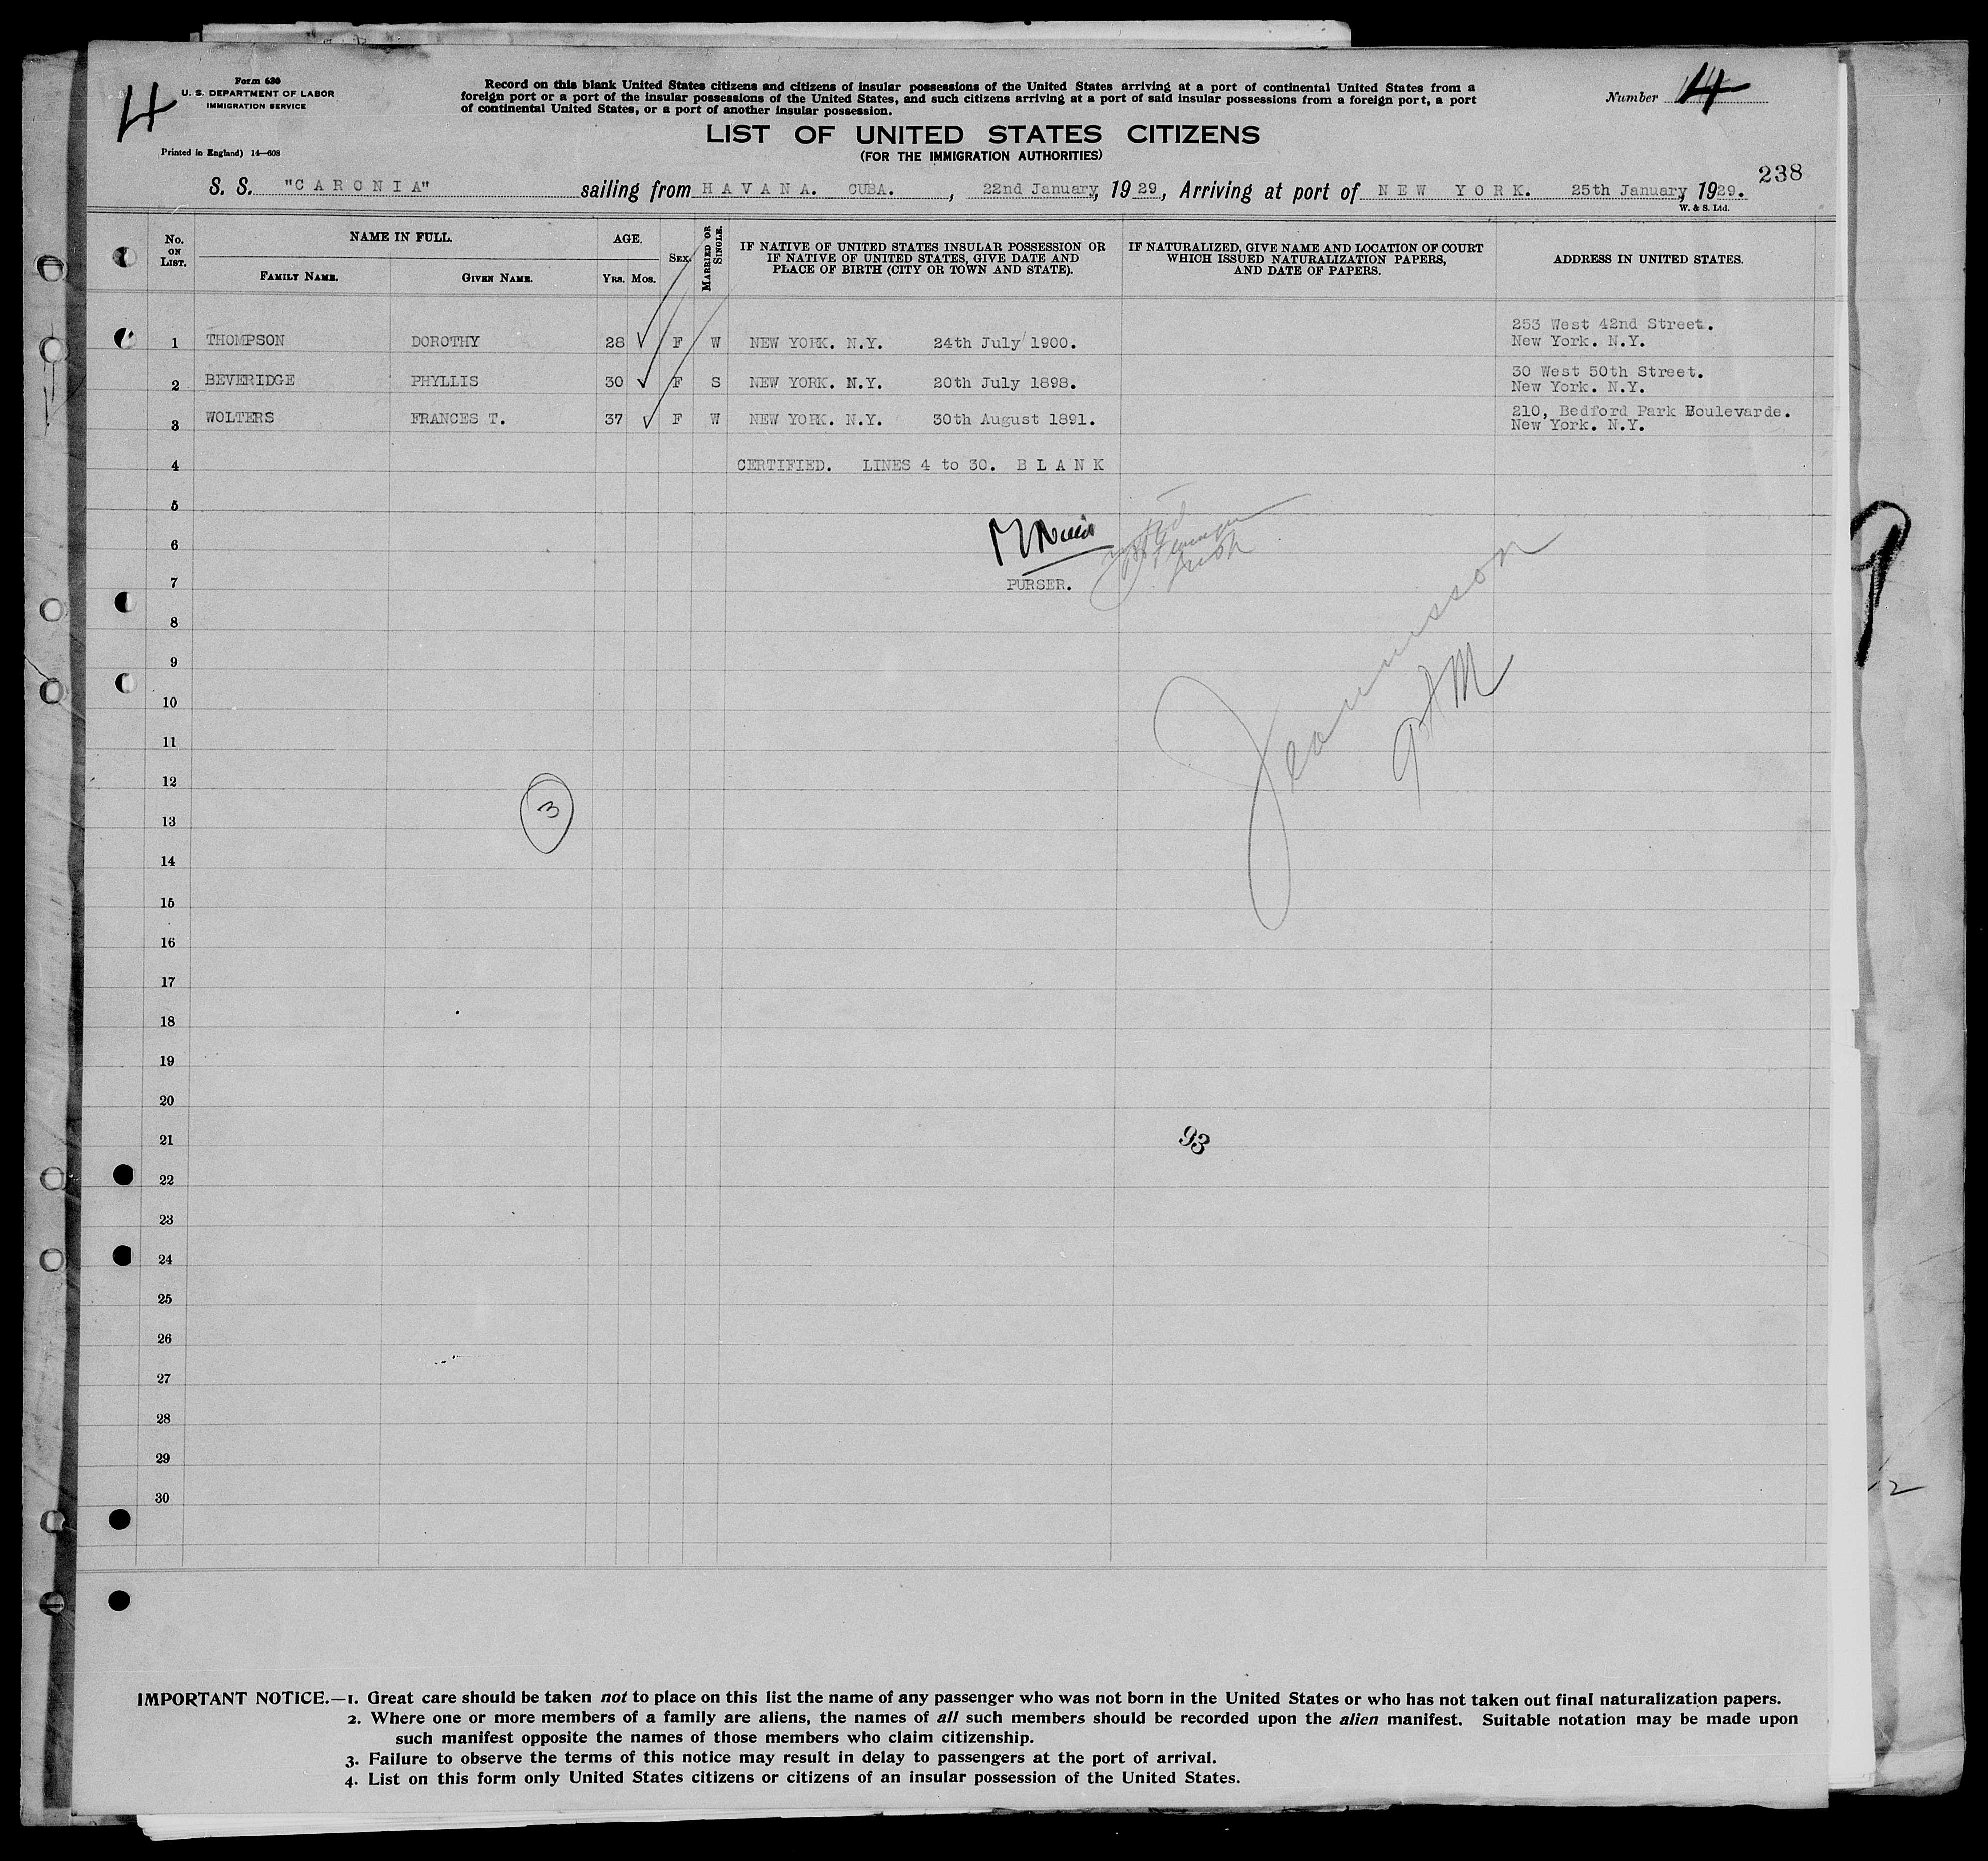 4
Form 630
U. S. DEPARTMENT OF LABOR
IMMIGRATION SERVICE
Printed in England) 14—608
Record on this blank United States citizens and citizens of insular possessions of the United States arriving at a port of continental United States from a
foreign port or a port of the insular possessions of the United States, and such citizens arriving at a port of said insular possessions from a foreign port, a port
of continental United States, or a port of another insular possession.
Number 4
LIST OF UNITED STATES CITIZENS
(FOR THE IMMIGRATION AUTHORITIES)
238
S. S. "CARONIA" sailing from HAVANA. CUBA. , 22nd January, 1929, Arriving at port of NEW YORK. 25th January, 1929.
W. & S. Ltd.
No. ON LIST. NAME IN FULL. FAMILY NAME. GIVEN NAME. AGE. YRS. MOS. SEX. MARRIED OR SINGLE. IF NATIVE OF UNITED STATES INSULAR POSSESSION OR IF NATIVE OF UNITED STATES, GIVE DATE AND PLACE OF BIRTH (CITY OR TOWN AND STATE). IF NATURALIZED, GIVE NAME AND LOCATION OF COURT WHICH ISSUED NATURALIZATION PAPERS, AND DATE OF PAPERS. ADDRESS IN UNITED STATES.
1 THOMPSON DOROTHY 28 F W NEW YORK. N.Y. 24th July 1900. 253 West 42nd Street. New York. N.Y.
2 BEVERIDGE PHYLLIS 30 F S NEW YORK. N.Y. 20th July 1898. 30 West 50th Street. New York. N.Y.
3 WOLTERS FRANCES T. 37 F W NEW YORK. N.Y. 30th August 1891. 210, Bedford Park Boulevarde. New York. N.Y.
4 CERTIFIED. LINES 4 to 30. BLANK
5
6
7 PURSER.
8
9
10
11
12
3
13
14
15
16
17
18
19
20
21 93
22
23
24
25
26
27
28
29
30
12
IMPORTANT NOTICE.—1. Great care should be taken not to place on this list the name of any passenger who was not born in the United States or who has not taken out final naturalization papers.
2. Where one or more members of a family are aliens, the names of all such members should be recorded upon the alien manifest. Suitable notation may be made upon
such manifest opposite the names of those members who claim citizenship.
3. Failure to observe the terms of this notice may result in delay to passengers at the port of arrival.
4. List on this form only United States citizens or citizens of an insular possession of the United States.